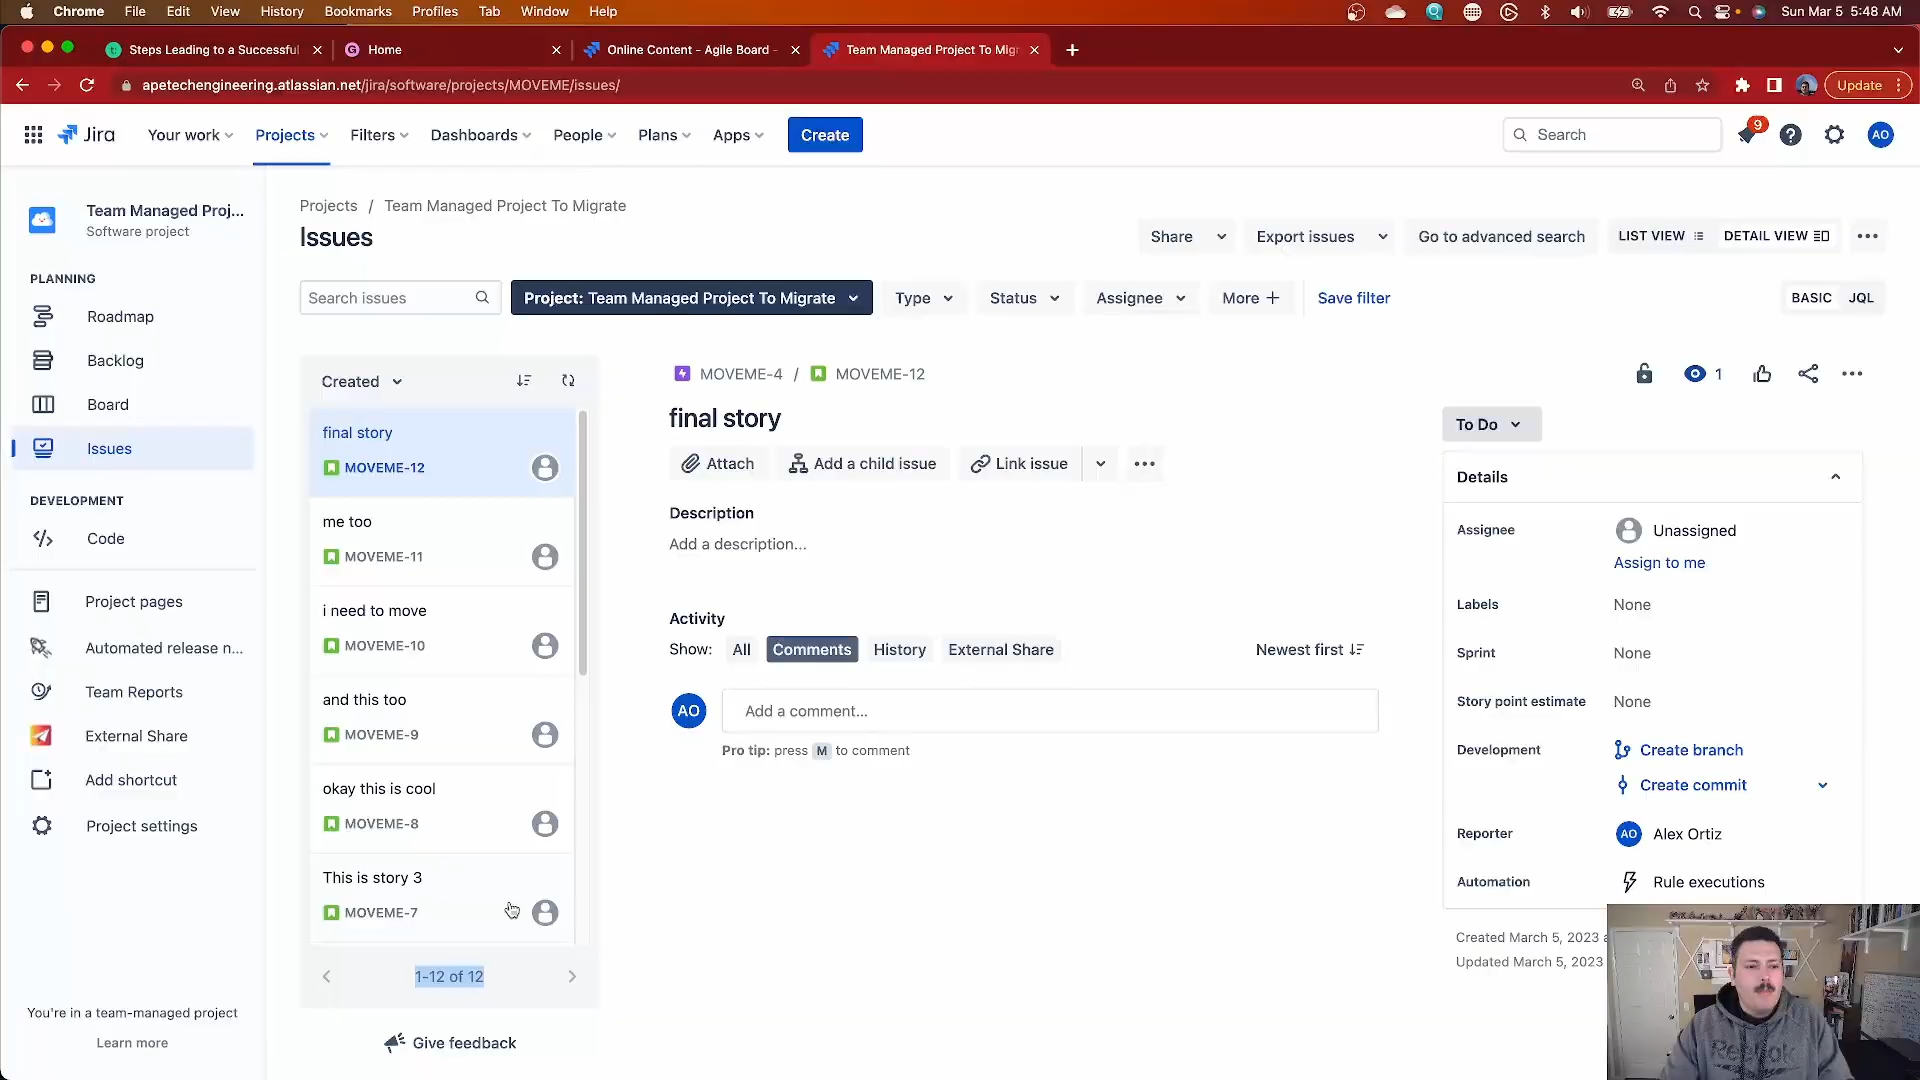 Chrome File Edit View History Bookmarks Profiles Tab Window Help
Sun Mar 5 5:48 AM
Steps Leading to a Successful
Home
Online Content - Agile Board -
Team Managed Project To Migr
apetechengineering.atlassian.net/jira/software/projects/MOVEME/issues/
Update
Jira
Your work
Projects
Filters
Dashboards
People
Plans
Apps
Create
Search
9
AO
Team Managed Proj...
Software project
PLANNING
Roadmap
Backlog
Board
Issues
DEVELOPMENT
Code
Project pages
Automated release n...
Team Reports
External Share
Add shortcut
Project settings
You're in a team-managed project
Learn more
Projects / Team Managed Project To Migrate
Issues
Share
Export issues
Go to advanced search
LIST VIEW
DETAIL VIEW
Search issues
Project: Team Managed Project To Migrate
Type
Status
Assignee
More +
Save filter
BASIC
JQL
Created
final story
MOVEME-12
me too
MOVEME-11
i need to move
MOVEME-10
and this too
MOVEME-9
okay this is cool
MOVEME-8
This is story 3
MOVEME-7
1-12 of 12
Give feedback
MOVEME-4 / MOVEME-12
1
final story
Attach
Add a child issue
Link issue
Description
Add a description...
Activity
Show:
All
Comments
History
External Share
Newest first
AO
Add a comment...
Pro tip: press M to comment
To Do
Details
Assignee
Unassigned
Assign to me
Labels
None
Sprint
None
Story point estimate
None
Development
Create branch
Create commit
Reporter
AO
Alex Ortiz
Automation
Rule executions
Created March 5, 2023
Updated March 5, 2023
Reebok